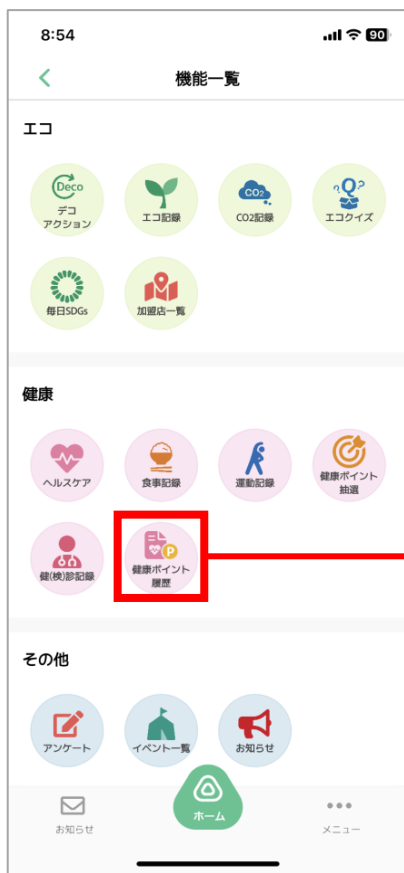 8:54
90
機能一覧
エコ
Deco
デコ
アクション
エコ記録
CO2
CO2記録
Q
エコクイズ
毎日SDGs
加盟店一覧
健康
ヘルスケア
食事記録
運動記録
健康ポイント
抽選
健(検)診記録
P
健康ポイント
履歴
その他
アンケート
イベント一覧
お知らせ
お知らせ
ホーム
メニュー